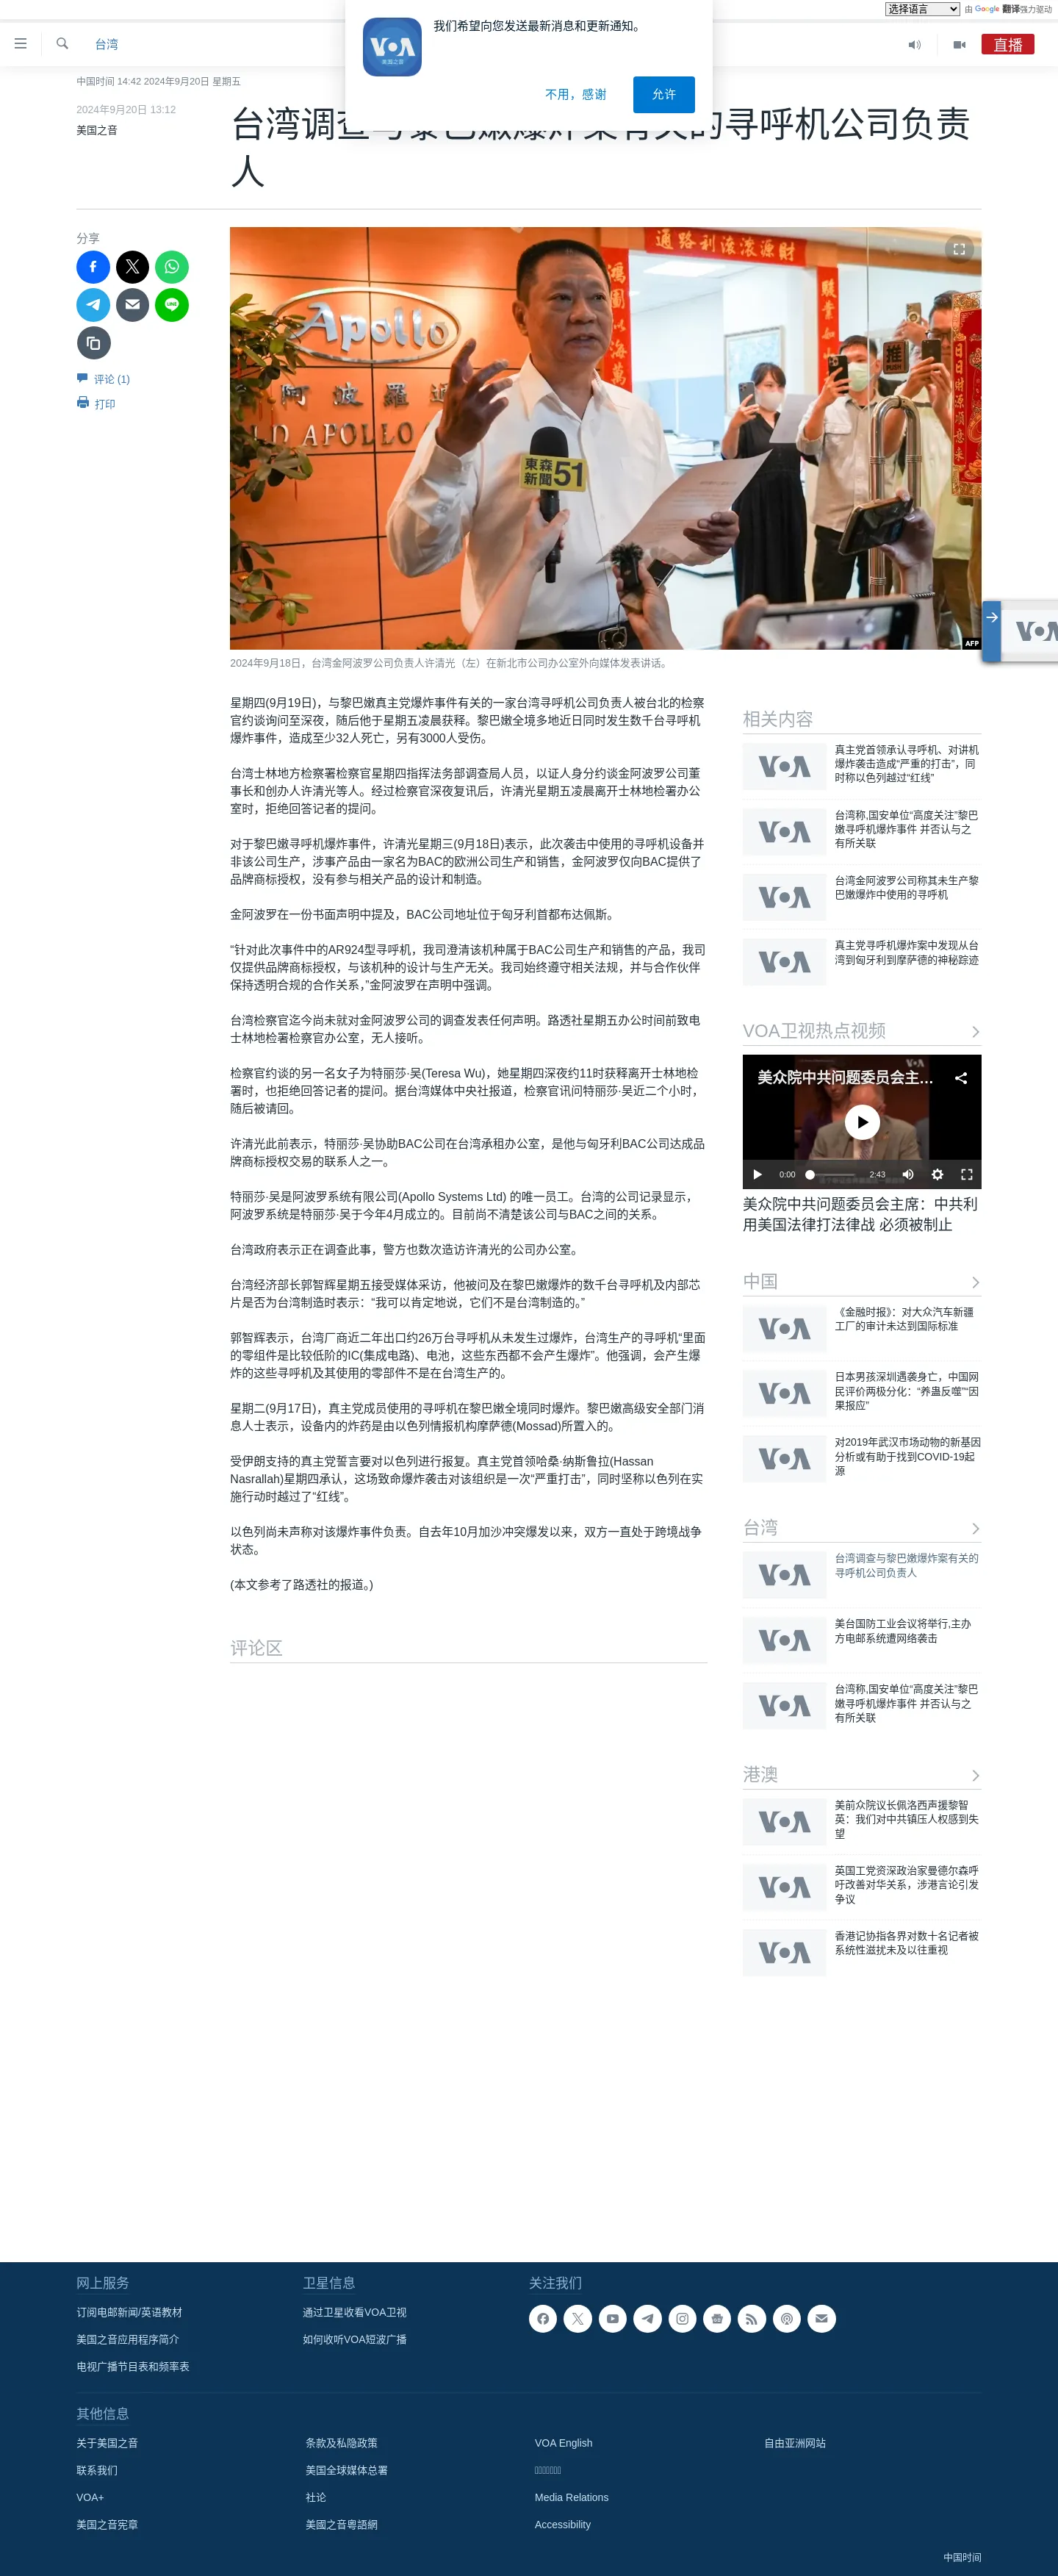 选择语言 由 Google 翻译强力驱动
台湾
直播
VOA
美国之音
我们希望向您发送最新消息和更新通知。
不用，感谢
允许
中国时间 14:42 2024年9月20日 星期五
2024年9月20日 13:12
美国之音
台湾调查与黎巴嫩爆炸案有关的寻呼机公司负责
人
分享
评论 (1)
打印
通路利滚滚滚源财
鸿圖
Apollo
阿波羅
LD APOLLO
東森
新聞51
推
AFP
2024年9月18日，台湾金阿波罗公司负责人许清光（左）在新北市公司办公室外向媒体发表讲话。
星期四(9月19日)，与黎巴嫩真主党爆炸事件有关的一家台湾寻呼机公司负责人被台北的检察
官约谈询问至深夜，随后他于星期五凌晨获释。黎巴嫩全境多地近日同时发生数千台寻呼机
爆炸事件，造成至少32人死亡，另有3000人受伤。
台湾士林地方检察署检察官星期四指挥法务部调查局人员，以证人身分约谈金阿波罗公司董
事长和创办人许清光等人。经过检察官深夜复讯后，许清光星期五凌晨离开士林地检署办公
室时，拒绝回答记者的提问。
对于黎巴嫩寻呼机爆炸事件，许清光星期三(9月18日)表示，此次袭击中使用的寻呼机设备并
非该公司生产，涉事产品由一家名为BAC的欧洲公司生产和销售，金阿波罗仅向BAC提供了
品牌商标授权，没有参与相关产品的设计和制造。
金阿波罗在一份书面声明中提及，BAC公司地址位于匈牙利首都布达佩斯。
“针对此次事件中的AR924型寻呼机，我司澄清该机种属于BAC公司生产和销售的产品，我司
仅提供品牌商标授权，与该机种的设计与生产无关。我司始终遵守相关法规，并与合作伙伴
保持透明合规的合作关系，”金阿波罗在声明中强调。
台湾检察官迄今尚未就对金阿波罗公司的调查发表任何声明。路透社星期五办公时间前致电
士林地检署检察官办公室，无人接听。
检察官约谈的另一名女子为特丽莎·吴(Teresa Wu)，她星期四深夜约11时获释离开士林地检
署时，也拒绝回答记者的提问。据台湾媒体中央社报道，检察官讯问特丽莎·吴近二个小时，
随后被请回。
许清光此前表示，特丽莎·吴协助BAC公司在台湾承租办公室，是他与匈牙利BAC公司达成品
牌商标授权交易的联系人之一。
特丽莎·吴是阿波罗系统有限公司(Apollo Systems Ltd) 的唯一员工。台湾的公司记录显示，
阿波罗系统是特丽莎·吴于今年4月成立的。目前尚不清楚该公司与BAC之间的关系。
台湾政府表示正在调查此事，警方也数次造访许清光的公司办公室。
台湾经济部长郭智辉星期五接受媒体采访，他被问及在黎巴嫩爆炸的数千台寻呼机及内部芯
片是否为台湾制造时表示：“我可以肯定地说，它们不是台湾制造的。”
郭智辉表示，台湾厂商近二年出口约26万台寻呼机从未发生过爆炸，台湾生产的寻呼机“里面
的零组件是比较低阶的IC(集成电路)、电池，这些东西都不会产生爆炸”。他强调，会产生爆
炸的这些寻呼机及其使用的零部件不是在台湾生产的。
星期二(9月17日)，真主党成员使用的寻呼机在黎巴嫩全境同时爆炸。黎巴嫩高级安全部门消
息人士表示，设备内的炸药是由以色列情报机构摩萨德(Mossad)所置入的。
受伊朗支持的真主党誓言要对以色列进行报复。真主党首领哈桑·纳斯鲁拉(Hassan
Nasrallah)星期四承认，这场致命爆炸袭击对该组织是一次“严重打击”，同时坚称以色列在实
施行动时越过了“红线”。
以色列尚未声称对该爆炸事件负责。自去年10月加沙冲突爆发以来，双方一直处于跨境战争
状态。
(本文参考了路透社的报道。)
评论区
相关内容
VOA
真主党首领承认寻呼机、对讲机
爆炸袭击造成“严重的打击”，同
时称以色列越过“红线”
VOA
台湾称,国安单位“高度关注”黎巴
嫩寻呼机爆炸事件 并否认与之
有所关联
VOA
台湾金阿波罗公司称其未生产黎
巴嫩爆炸中使用的寻呼机
VOA
真主党寻呼机爆炸案中发现从台
湾到匈牙利到摩萨德的神秘踪迹
VOA卫视热点视频
美众院中共问题委员会主...
VOA
0:00
2:43
美众院中共问题委员会主席：中共利
用美国法律打法律战 必须被制止
中国
VOA
《金融时报》：对大众汽车新疆
工厂的审计未达到国际标准
VOA
日本男孩深圳遇袭身亡，中国网
民评价两极分化：“养蛊反噬”“因
果报应”
VOA
对2019年武汉市场动物的新基因
分析或有助于找到COVID-19起
源
台湾
VOA
台湾调查与黎巴嫩爆炸案有关的
寻呼机公司负责人
VOA
美台国防工业会议将举行,主办
方电邮系统遭网络袭击
VOA
台湾称,国安单位“高度关注”黎巴
嫩寻呼机爆炸事件 并否认与之
有所关联
港澳
VOA
美前众院议长佩洛西声援黎智
英：我们对中共镇压人权感到失
望
VOA
英国工党资深政治家曼德尔森呼
吁改善对华关系，涉港言论引发
争议
VOA
香港记协指各界对数十名记者被
系统性滋扰未及以往重视
网上服务
订阅电邮新闻/英语教材
美国之音应用程序简介
电视广播节目表和频率表
卫星信息
通过卫星收看VOA卫视
如何收听VOA短波广播
关注我们
其他信息
关于美国之音
联系我们
VOA+
美国之音宪章
条款及私隐政策
美国全球媒体总署
社论
美國之音粵語網
VOA English
Media Relations
Accessibility
自由亚洲网站
中国时间